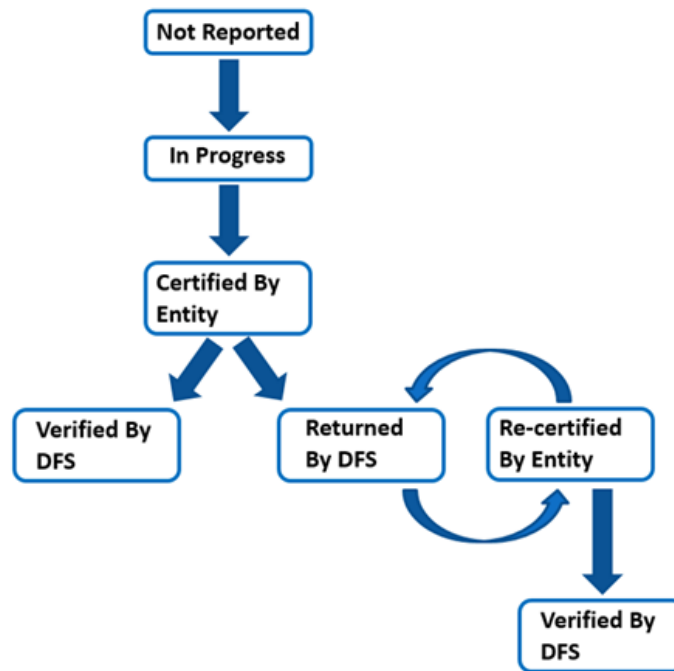 Not Reported
In Progress
Certified By
Entity
Verified By
DFS
Returned
By DFS
Re-certified
By Entity
Verified By
DFS